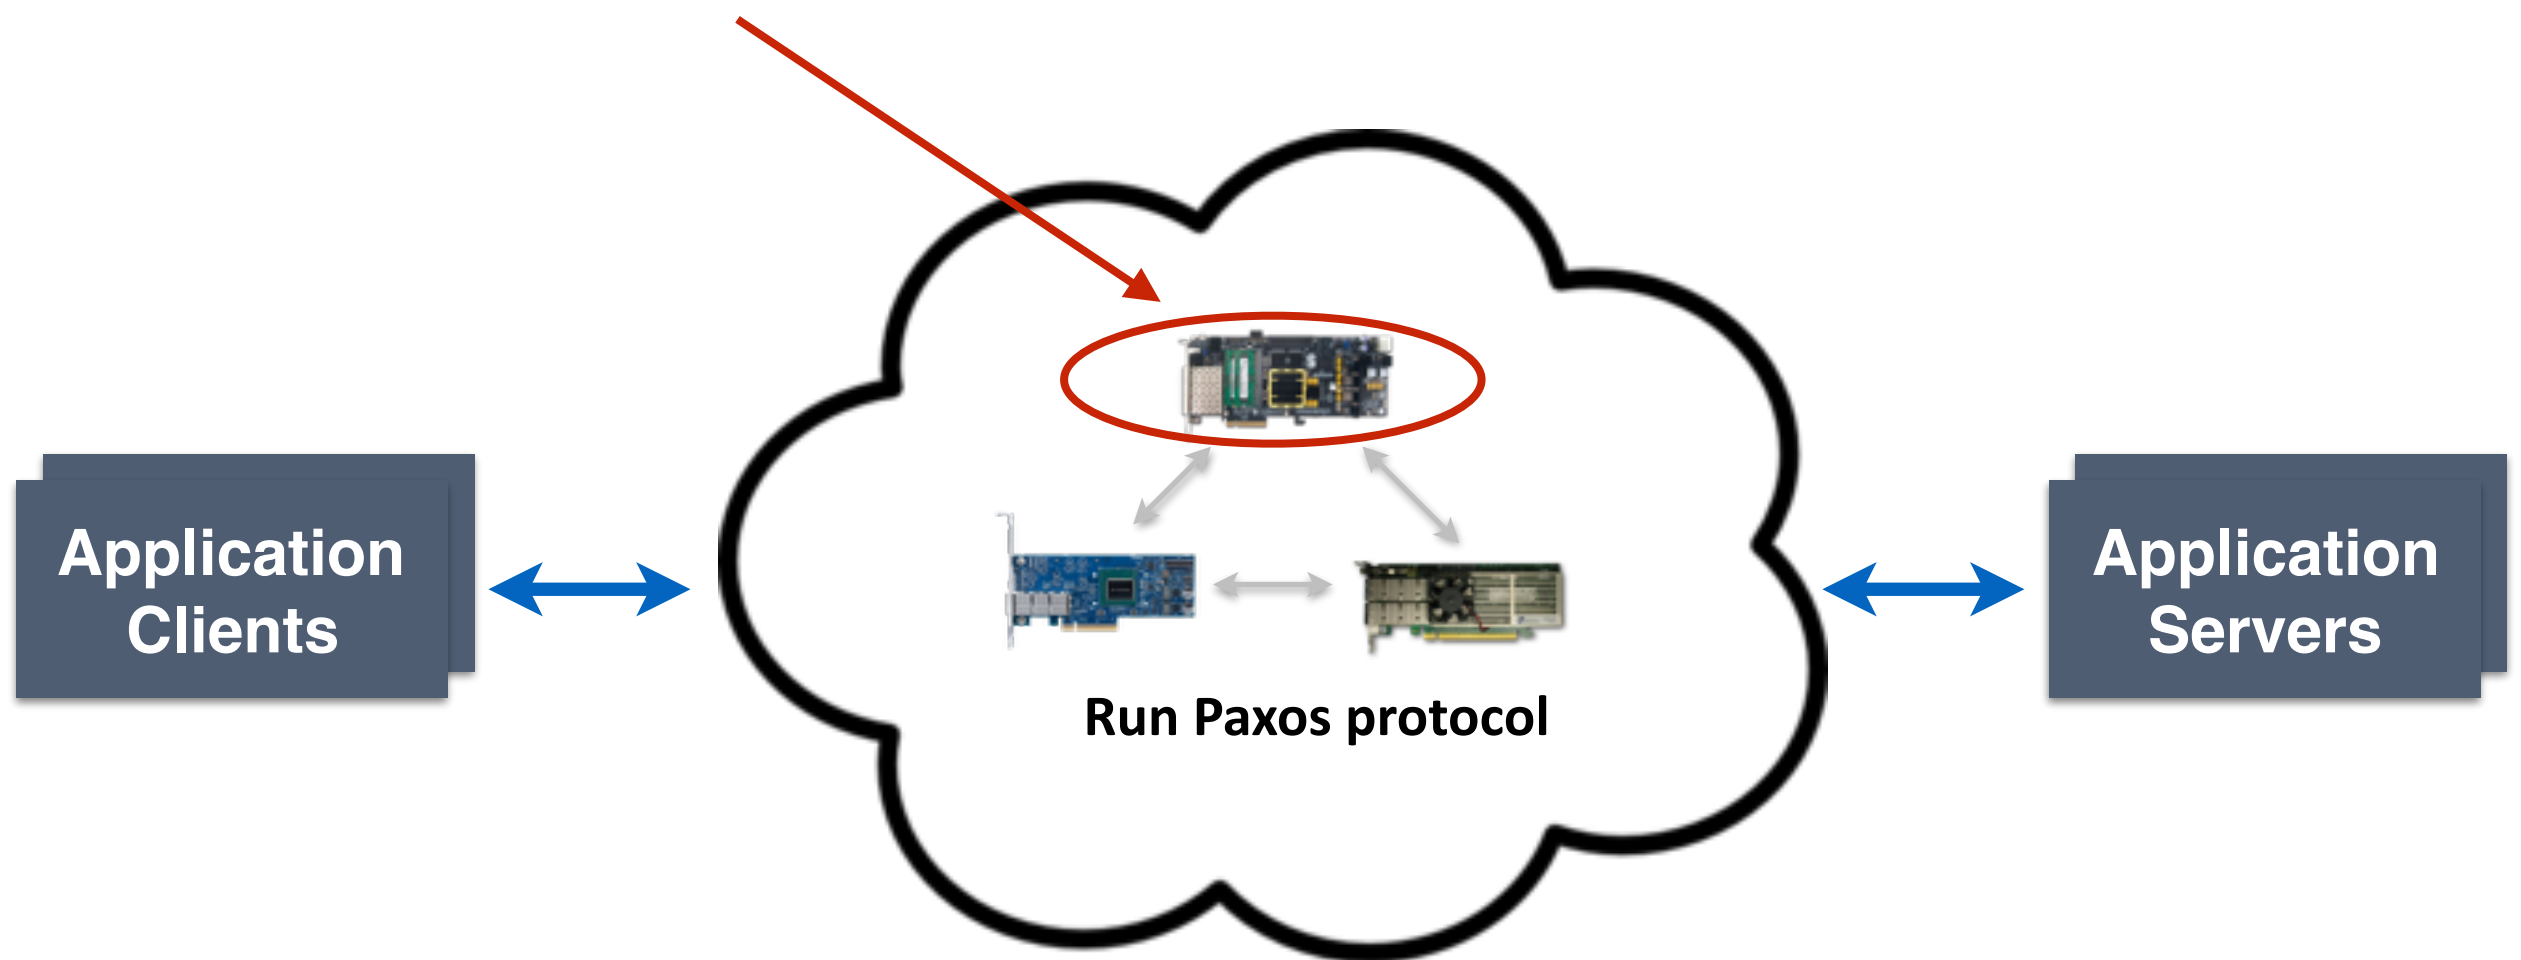 Application
Clients
Run Paxos protocol
Application
Servers